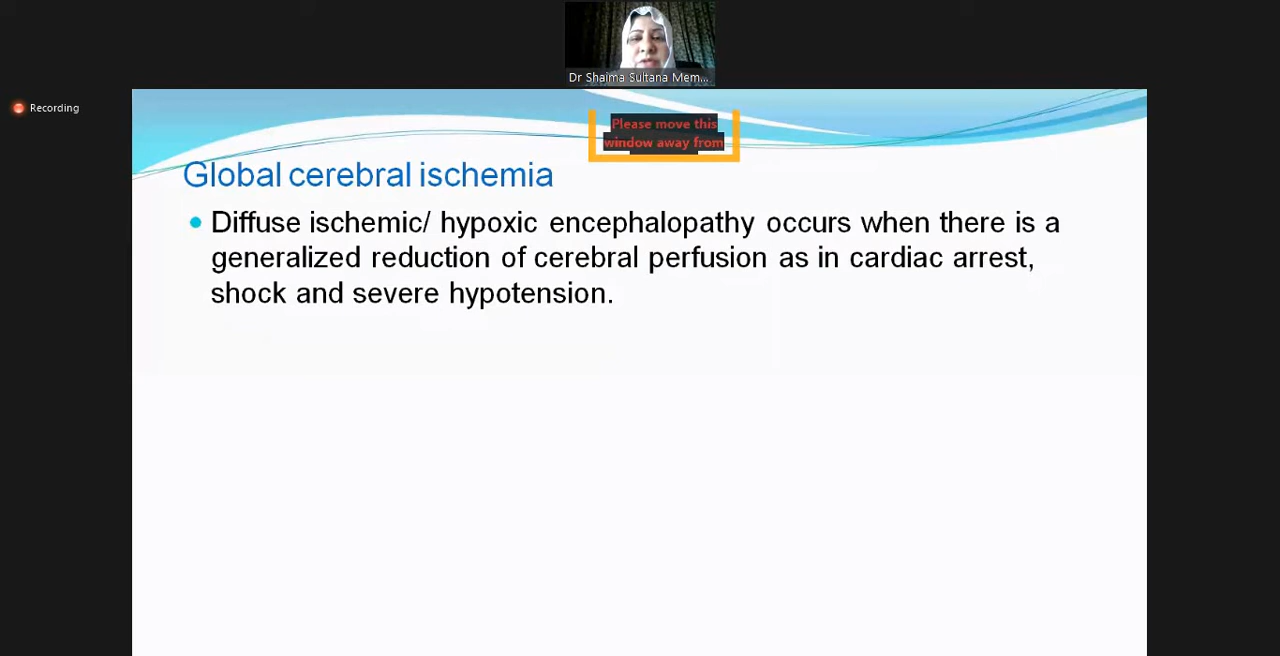 Dr Shaima Sultana Mem...
Recording
Please move this
window away from
Global cerebral ischemia
Diffuse ischemic/ hypoxic encephalopathy occurs when there is a
generalized reduction of cerebral perfusion as in cardiac arrest,
shock and severe hypotension.